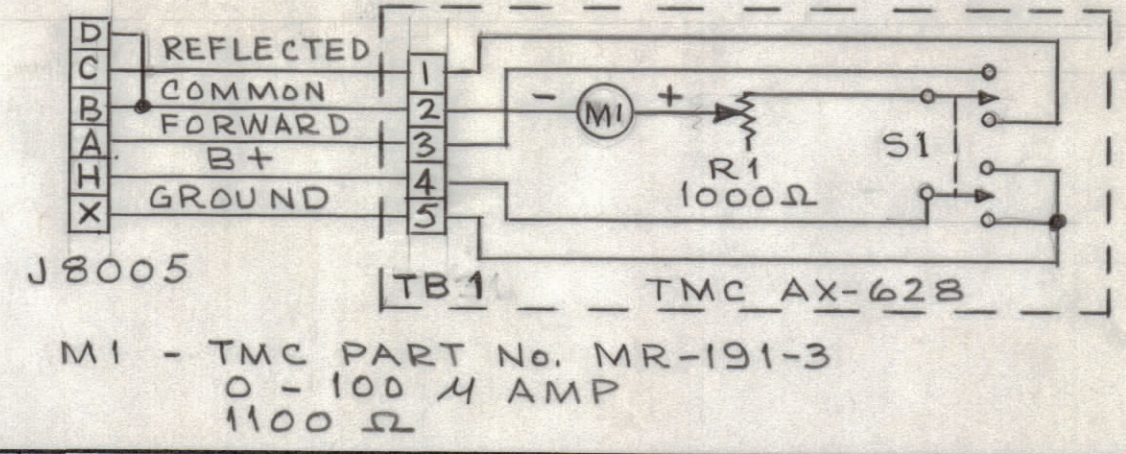 D
REFLECTED
C
1
COMMON
B
2
- M1 +
FORWARD
A
3
S1
B+
H
4
R1
1000Ω
GROUND
X
5
J8005
TB1
TMC AX-628
M1 - TMC PART No. MR-191-3
0 - 100 µ AMP
1100 Ω